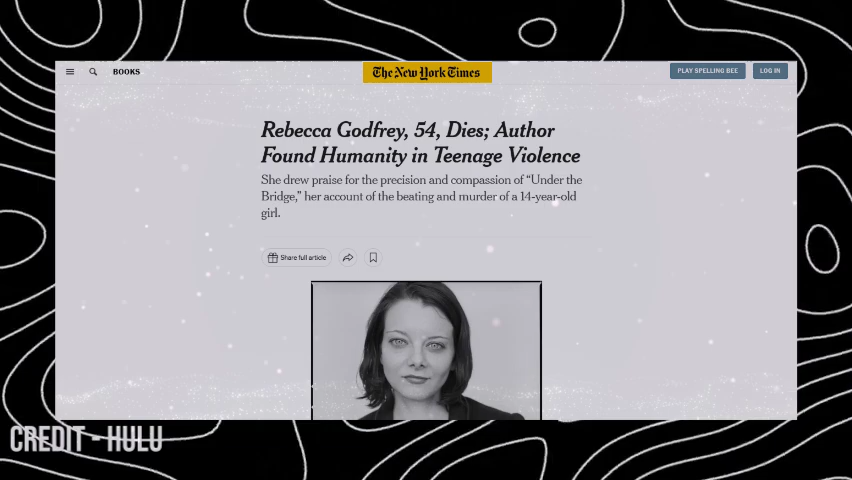 BOOKS
The New York Times
PLAY SPELLING BEE
LOG IN
Rebecca Godfrey, 54, Dies; Author
Found Humanity in Teenage Violence
She drew praise for the precision and compassion of “Under the
Bridge,” her account of the beating and murder of a 14-year-old
girl.
Share full article
CREDIT - HULU